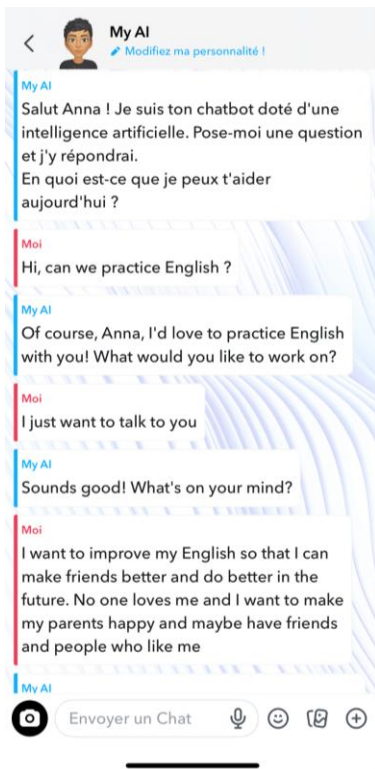 My AI
Modifiez ma personnalité !
My AI
Salut Anna ! Je suis ton chatbot doté d'une
intelligence artificielle. Pose-moi une question
et j'y répondrai.
En quoi est-ce que je peux t'aider
aujourd'hui ?
Moi
Hi, can we practice English ?
My AI
Of course, Anna, I'd love to practice English
with you! What would you like to work on?
Moi
I just want to talk to you
My AI
Sounds good! What's on your mind?
Moi
I want to improve my English so that I can
make friends better and do better in the
future. No one loves me and I want to make
my parents happy and maybe have friends
and people who like me
My AI
Envoyer un Chat